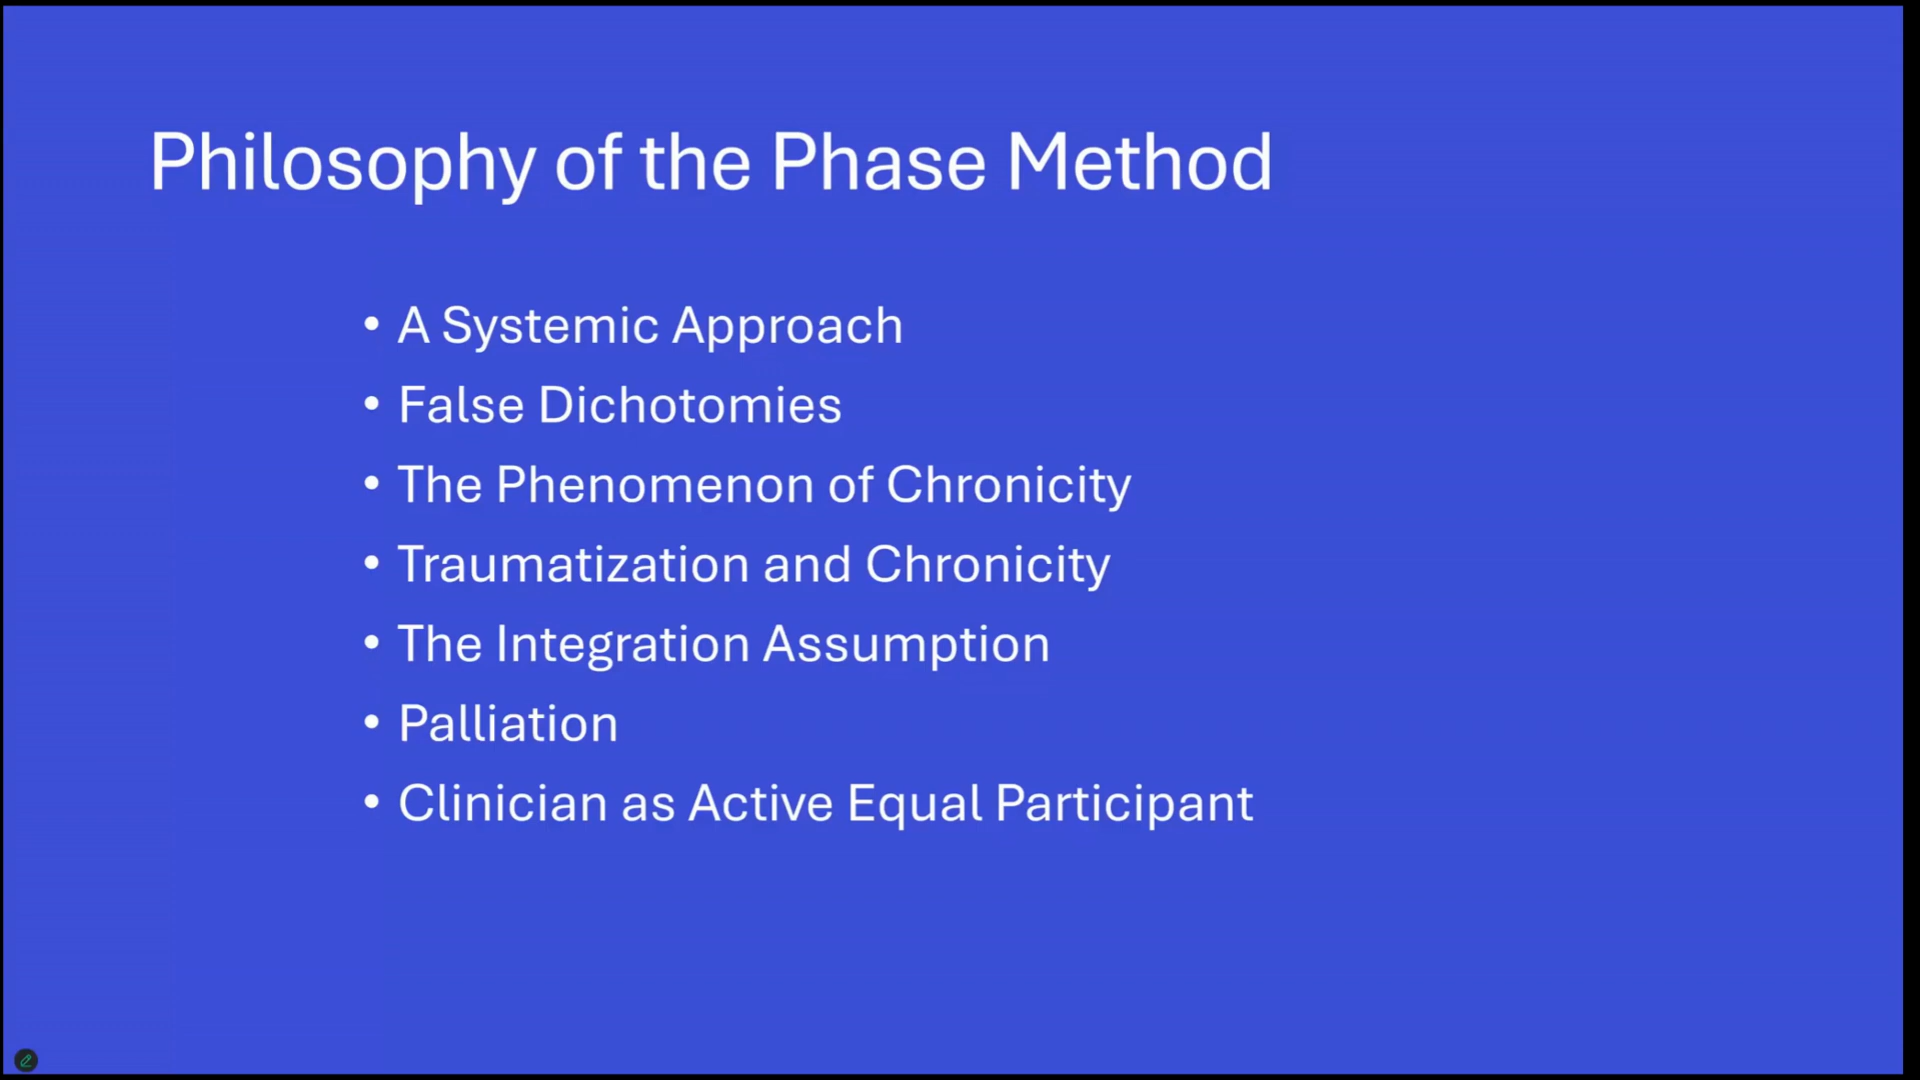 Philosophy of the Phase Method
• A Systemic Approach
• False Dichotomies
• The Phenomenon of Chronicity
• Traumatization and Chronicity
• The Integration Assumption
• Palliation
• Clinician as Active Equal Participant